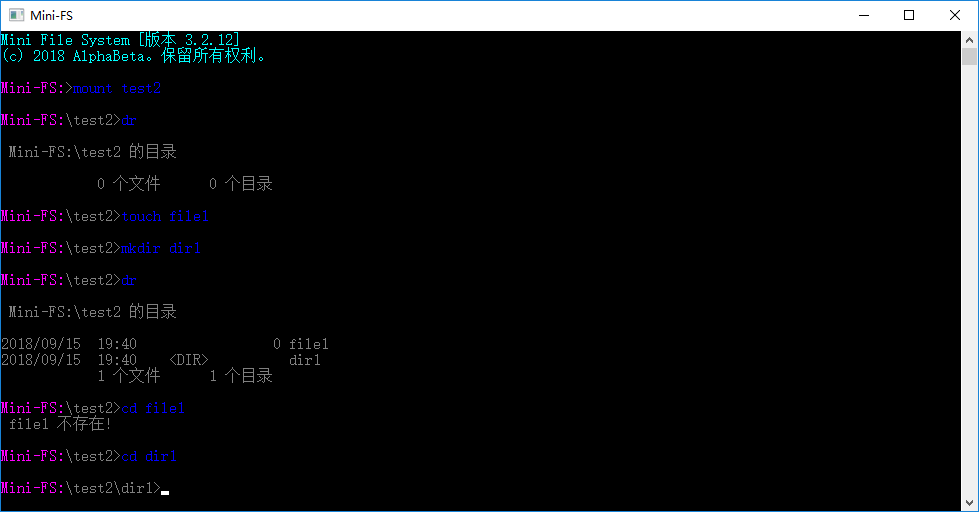 Mini-FS
Mini File System [版本 3.2.12]
(c) 2018 AlphaBeta。保留所有权利。
Mini-FS:>mount test2
Mini-FS:\test2>dr
Mini-FS:\test2 的目录
0 个文件 0 个目录
Mini-FS:\test2>touch file1
Mini-FS:\test2>mkdir dir1
Mini-FS:\test2>dr
Mini-FS:\test2 的目录
2018/09/15 19:40 0 file1
2018/09/15 19:40 <DIR> dir1
1 个文件 1 个目录
Mini-FS:\test2>cd file1
file1 不存在!
Mini-FS:\test2>cd dir1
Mini-FS:\test2\dir1>